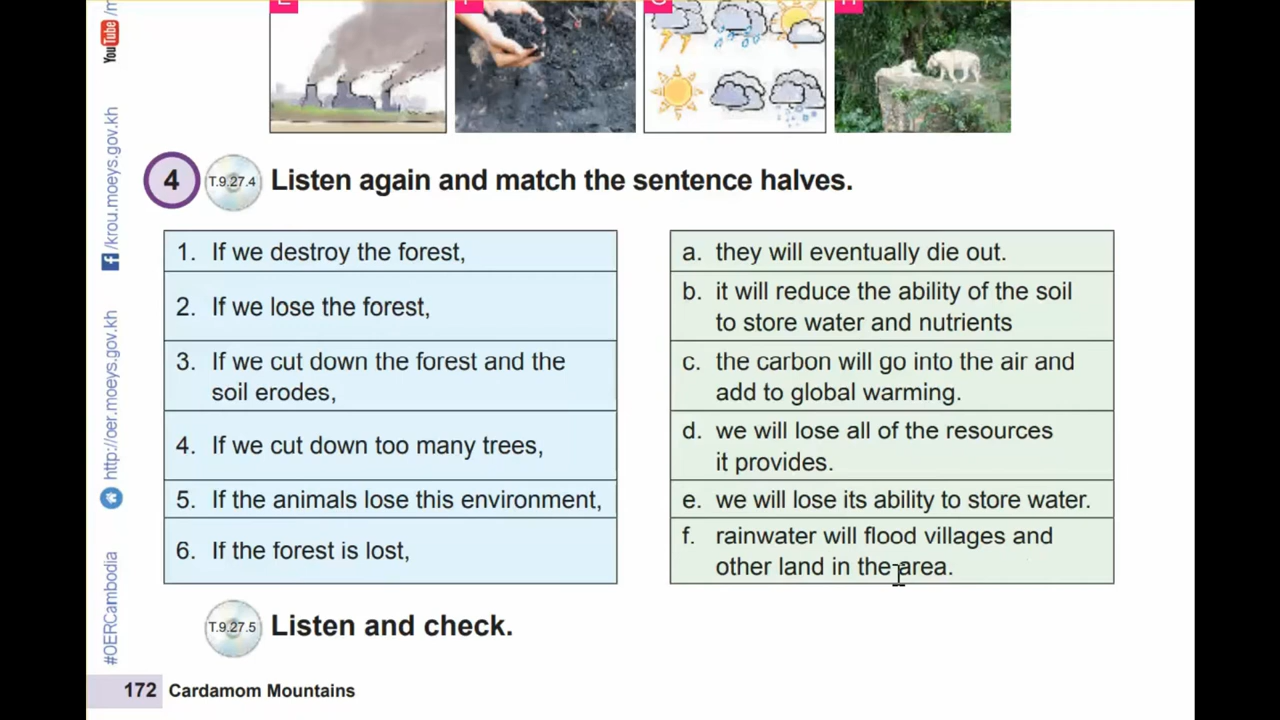 4 T.9.27.4 Listen again and match the sentence halves.
1. If we destroy the forest,
2. If we lose the forest,
3. If we cut down the forest and the
soil erodes,
4. If we cut down too many trees,
5. If the animals lose this environment,
6. If the forest is lost,
a. they will eventually die out.
b. it will reduce the ability of the soil
to store water and nutrients
c. the carbon will go into the air and
add to global warming.
d. we will lose all of the resources
it provides.
e. we will lose its ability to store water.
f. rainwater will flood villages and
other land in the area.
T.9.27.5 Listen and check.
172 Cardamom Mountains
YouTube
/krou.moeys.gov.kh
http://oer.moeys.gov.kh
#OERCambodia